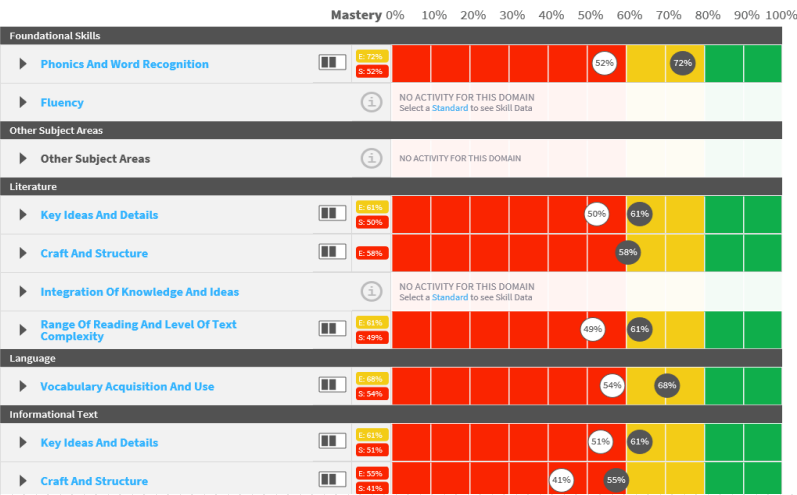 Mastery 0% 10% 20% 30% 40% 50% 60% 70% 80% 90% 100%
Foundational Skills
Phonics And Word Recognition E: 72% S: 52% 52% 72%
Fluency i NO ACTIVITY FOR THIS DOMAIN
Select a Standard to see Skill Data
Other Subject Areas
Other Subject Areas i NO ACTIVITY FOR THIS DOMAIN
Literature
Key Ideas And Details E: 61% S: 50% 50% 61%
Craft And Structure E: 58% 58%
Integration Of Knowledge And Ideas i NO ACTIVITY FOR THIS DOMAIN
Select a Standard to see Skill Data
Range Of Reading And Level Of Text
Complexity E: 61% S: 49% 49% 61%
Language
Vocabulary Acquisition And Use E: 68% S: 54% 54% 68%
Informational Text
Key Ideas And Details E: 61% S: 51% 51% 61%
Craft And Structure E: 55% S: 41% 41% 55%